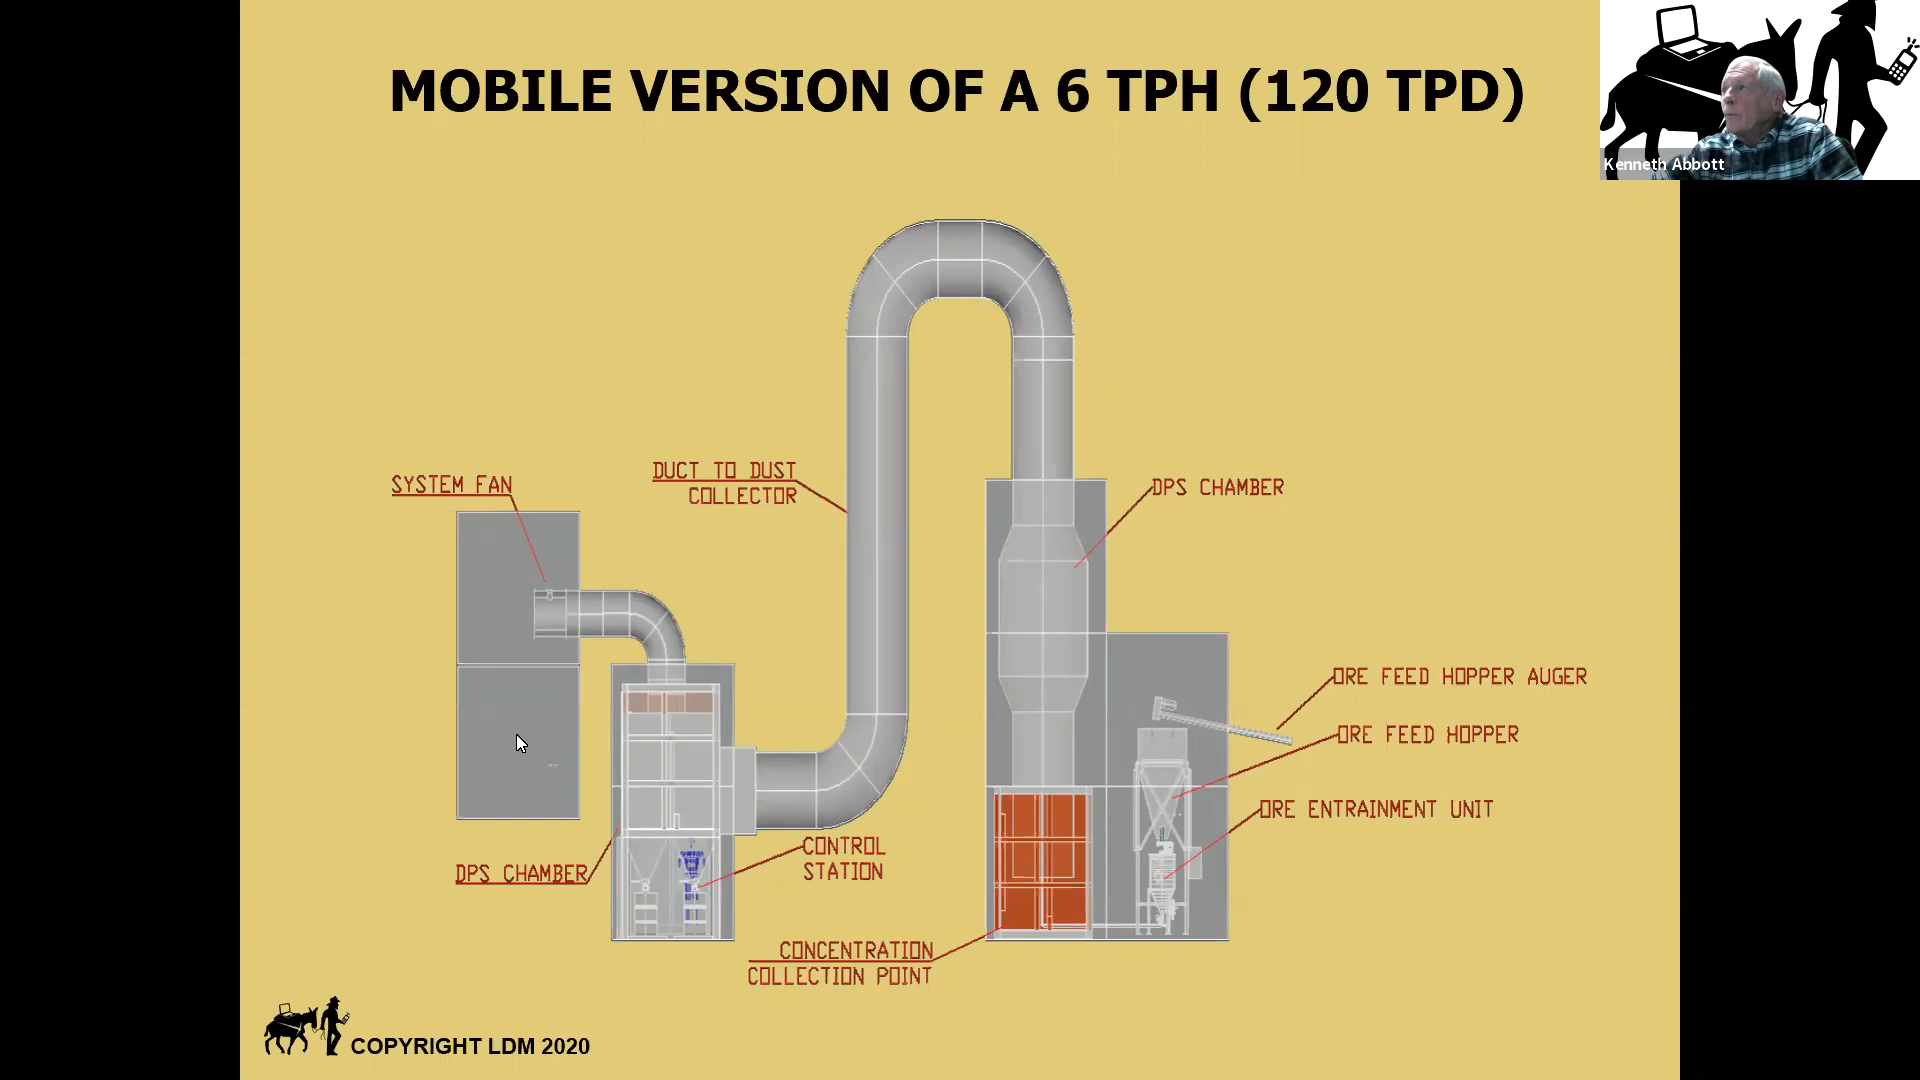 MOBILE VERSION OF A 6 TPH (120 TPD)
Kenneth Abbott
SYSTEM FAN
DUCT TO DUST
COLLECTOR
DPS CHAMBER
ORE FEED HOPPER AUGER
ORE FEED HOPPER
ORE ENTRAINMENT UNIT
CONTROL
STATION
DPS CHAMBER
CONCENTRATION
COLLECTION POINT
COPYRIGHT LDM 2020